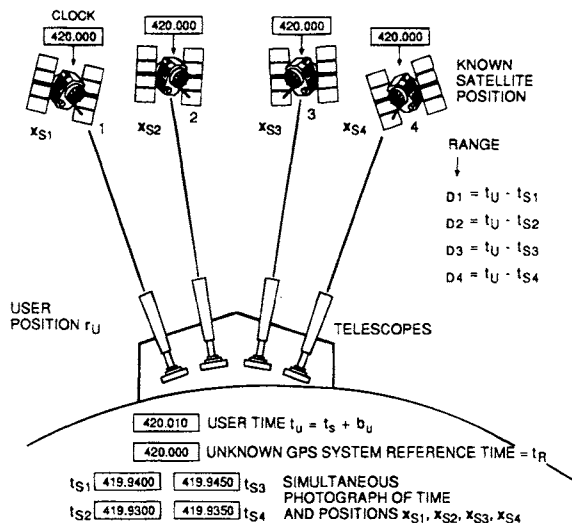 CLOCK
420.000 420.000 420.000 420.000
KNOWN
SATELLITE
POSITION
xS1 1 xS2 2 xS3 3 xS4 4
RANGE
D1 = tU - tS1
D2 = tU - tS2
D3 = tU - tS3
D4 = tU - tS4
USER
POSITION rU
TELESCOPES
420.010 USER TIME tu = ts + bu
420.000 UNKNOWN GPS SYSTEM REFERENCE TIME = tR
tS1 419.9400 419.9450 tS3 SIMULTANEOUS
PHOTOGRAPH OF TIME
tS2 419.9300 419.9350 tS4 AND POSITIONS xS1, xS2, xS3, xS4